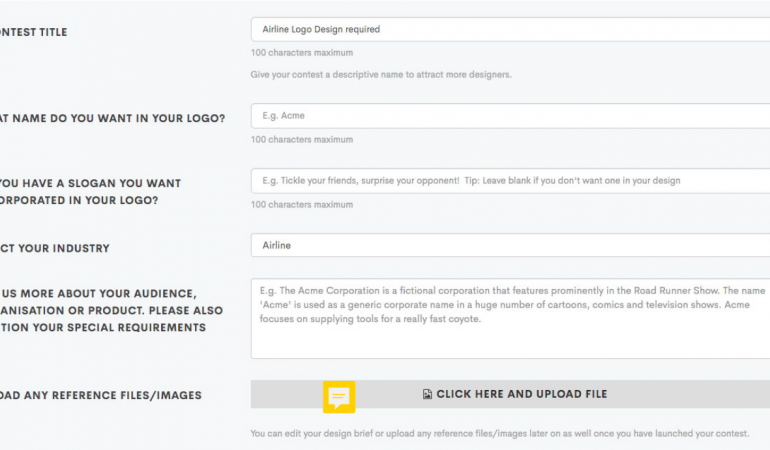 ONTEST TITLE
Airline Logo Design required
100 characters maximum
Give your contest a descriptive name to attract more designers.
AT NAME DO YOU WANT IN YOUR LOGO?
E.g. Acme
100 characters maximum
YOU HAVE A SLOGAN YOU WANT
ORPORATED IN YOUR LOGO?
E.g. Tickle your friends, surprise your opponent! Tip: Leave blank if you don't want one in your design
100 characters maximum
CT YOUR INDUSTRY
Airline
US MORE ABOUT YOUR AUDIENCE,
ANISATION OR PRODUCT. PLEASE ALSO
TION YOUR SPECIAL REQUIREMENTS
E.g. The Acme Corporation is a fictional corporation that features prominently in the Road Runner Show. The name
'Acme' is used as a generic corporate name in a huge number of cartoons, comics and television shows. Acme
focuses on supplying tools for a really fast coyote.
OAD ANY REFERENCE FILES/IMAGES
CLICK HERE AND UPLOAD FILE
You can edit your design brief or upload any reference files/images later on as well once you have launched your contest.